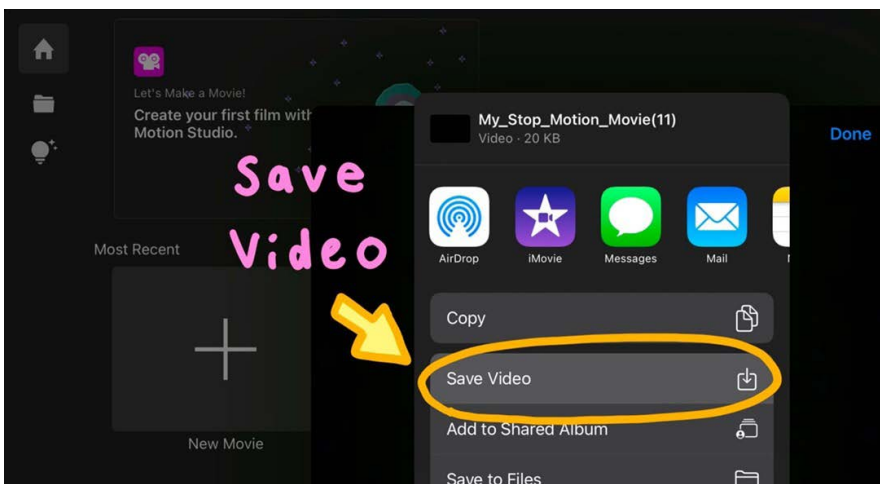 Let's Make a Movie!
Create your first film with
Motion Studio.
Save
Video
Most Recent
New Movie
My_Stop_Motion_Movie(11)
Video · 20 KB
Done
AirDrop
iMovie
Messages
Mail
Copy
Save Video
Add to Shared Album
Save to Files